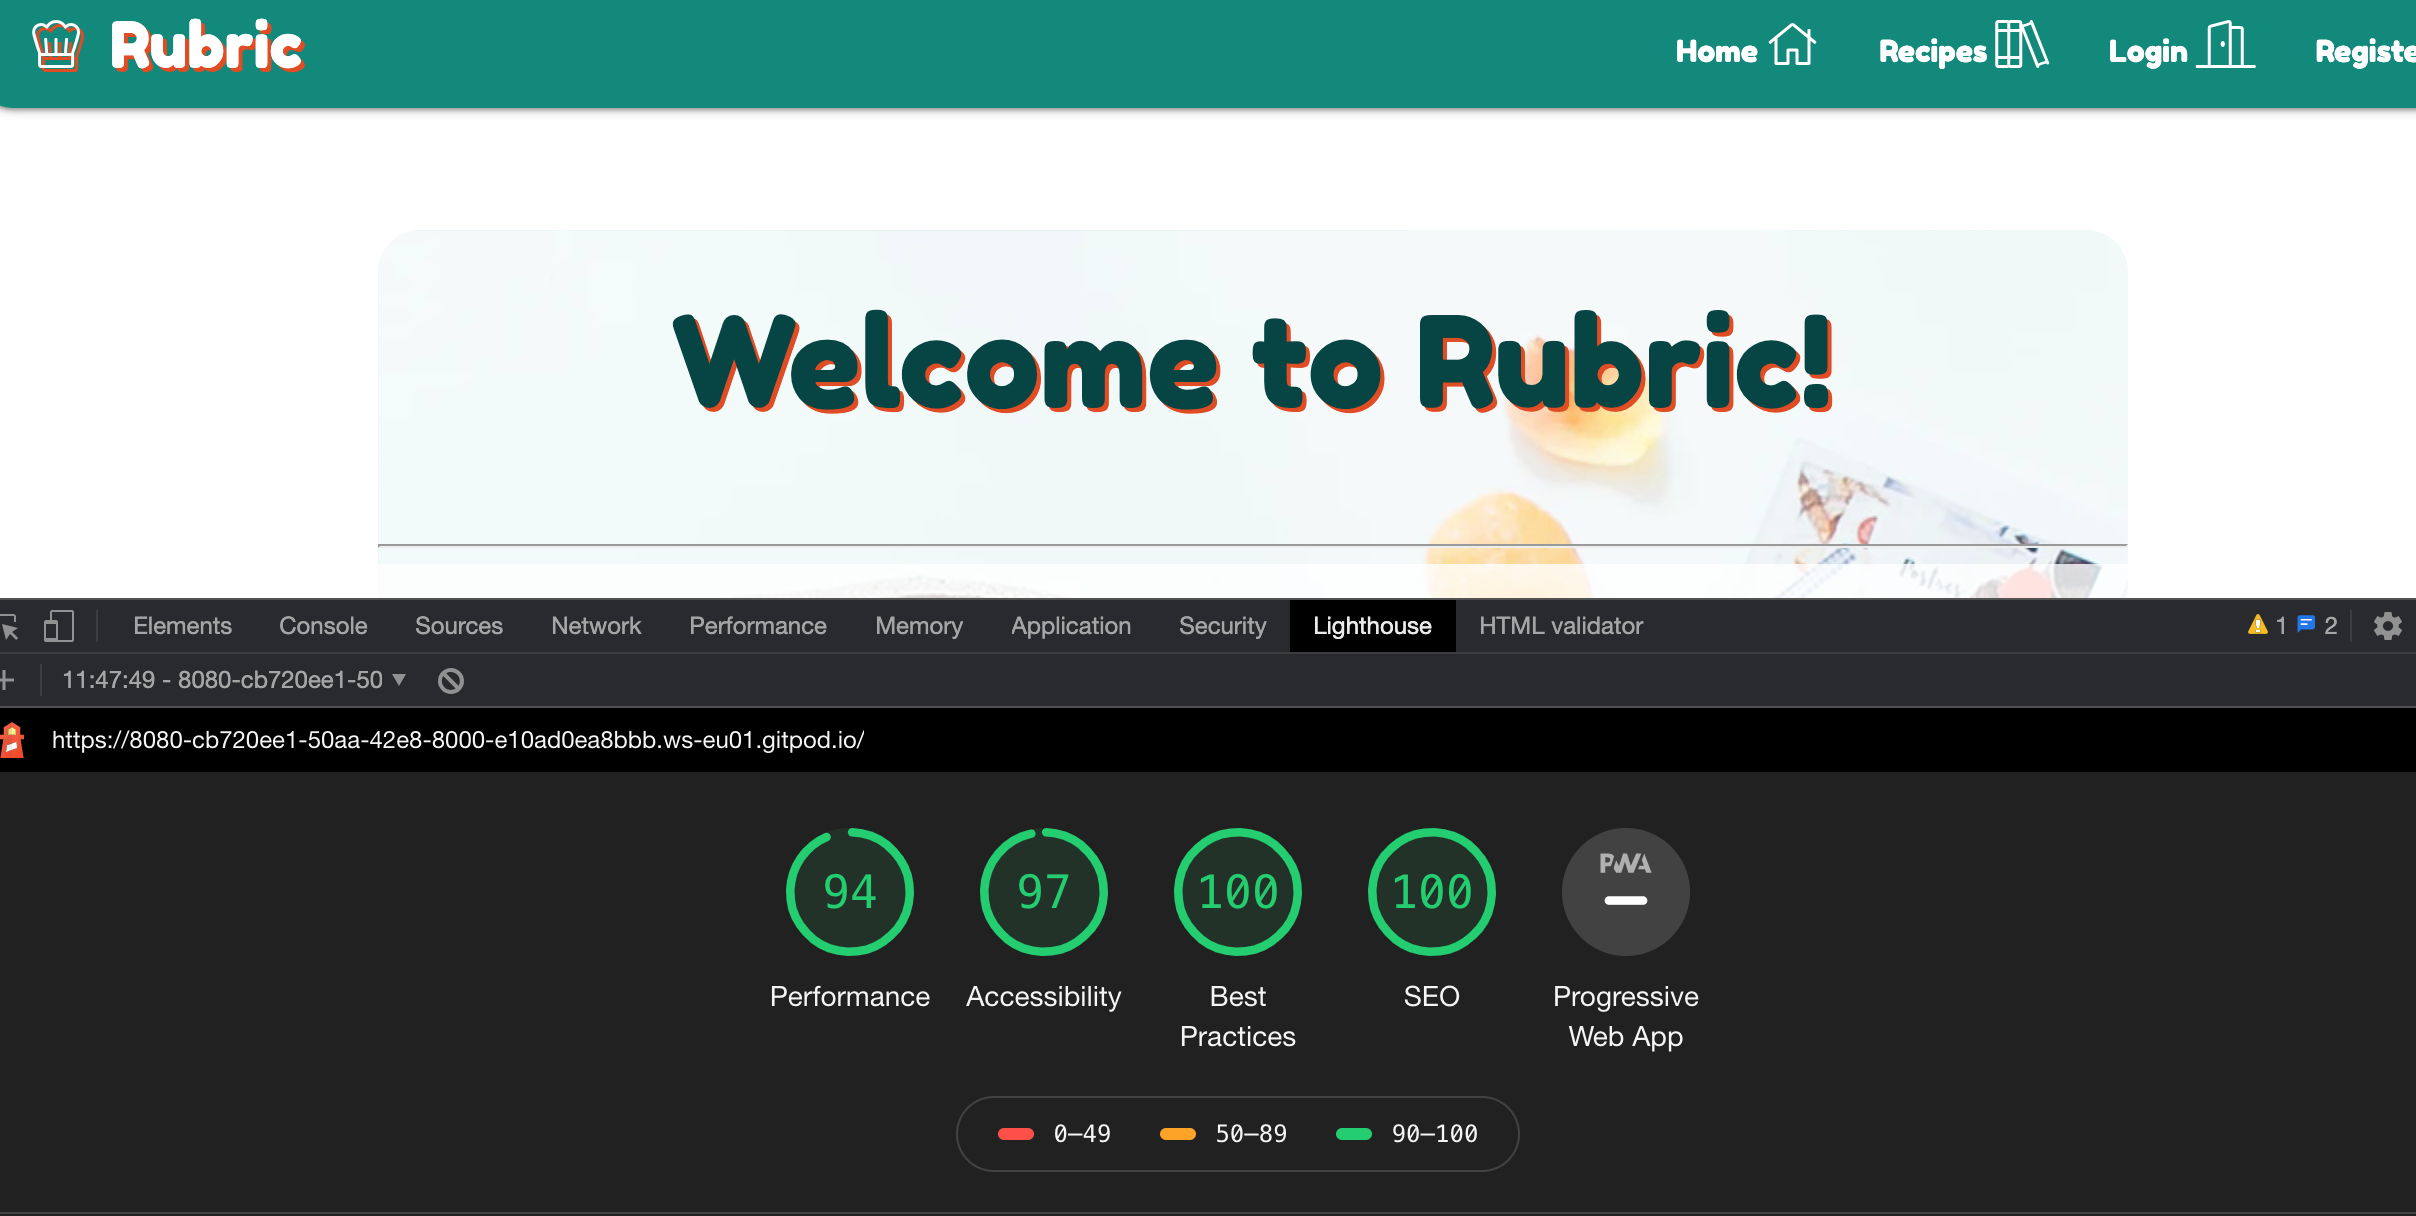 Rubric
Home Recipes Login Registe
Welcome to Rubric!
Elements Console Sources Network Performance Memory Application Security Lighthouse HTML validator 1 2
11:47:49 - 8080-cb720ee1-50
https://8080-cb720ee1-50aa-42e8-8000-e10ad0ea8bbb.ws-eu01.gitpod.io/
94 97 100 100 PWA
Performance Accessibility Best Practices SEO Progressive Web App
0–49 50–89 90–100